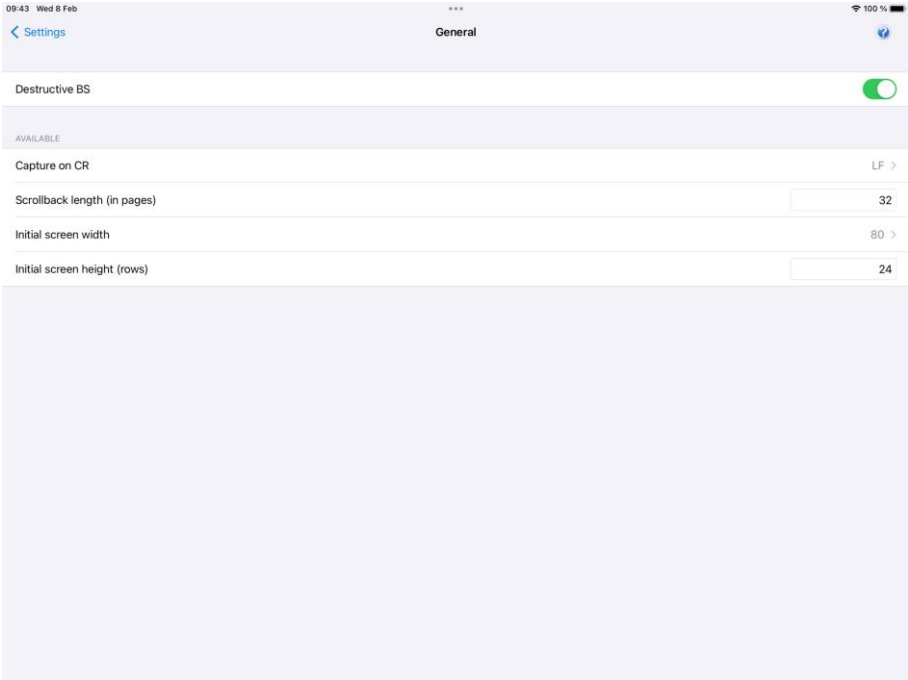 09:43 Wed 8 Feb 100 %
Settings General ?
Destructive BS
AVAILABLE
Capture on CR LF
Scrollback length (in pages) 32
Initial screen width 80
Initial screen height (rows) 24